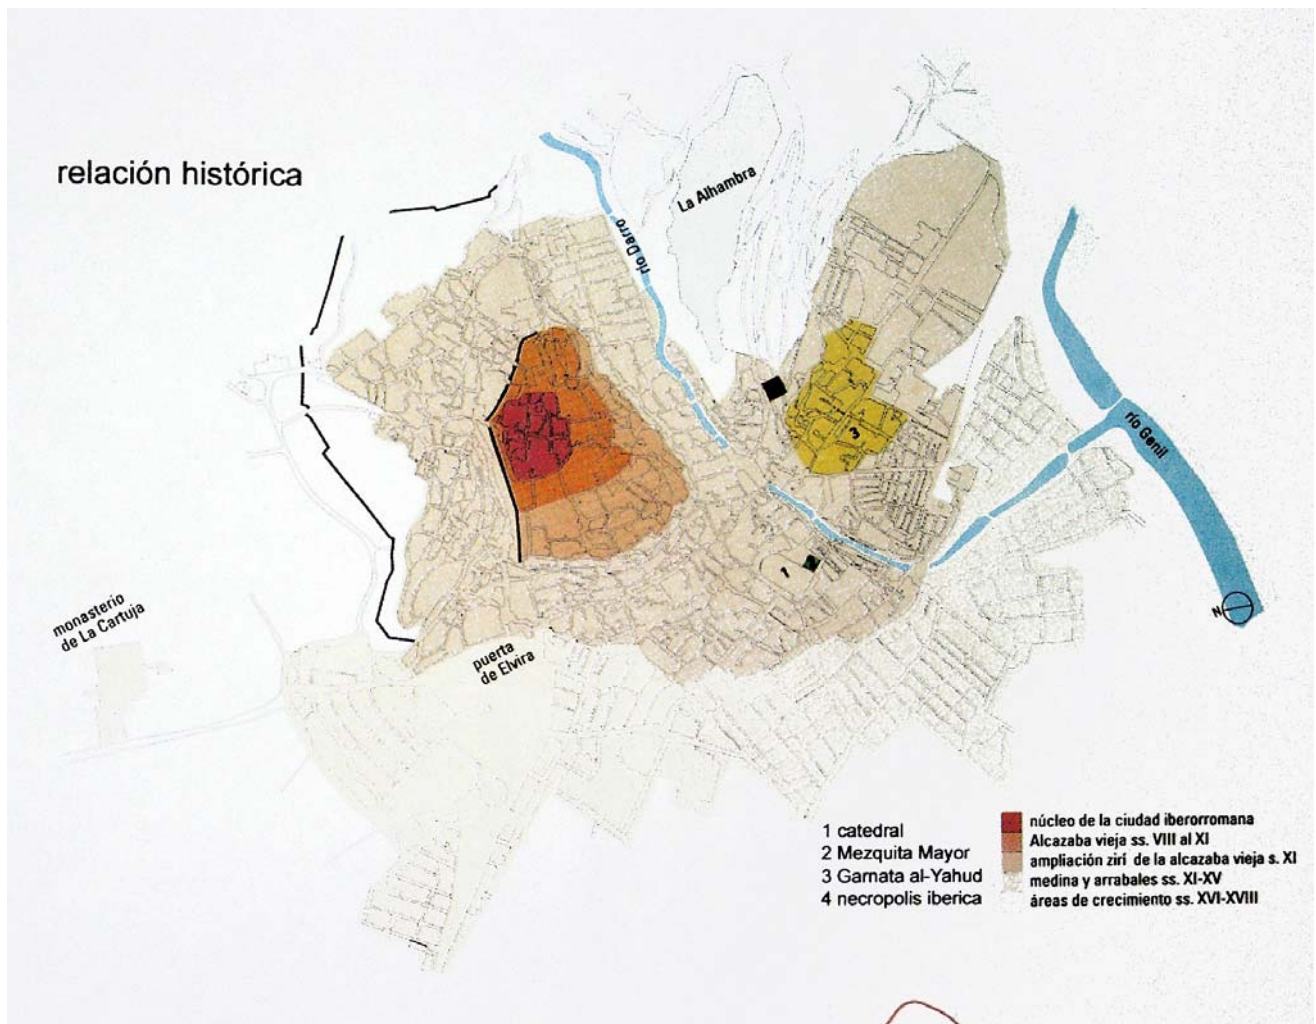 relación histórica
La Alhambra
río Darro
río Genil
3
1
N
monasterio
de La Cartuja
puerta
de Elvira
1 catedral
2 Mezquita Mayor
3 Garnata al-Yahud
4 necropolis iberica
núcleo de la ciudad iberorromana
Alcazaba vieja ss. VIII al XI
ampliación zirí de la alcazaba vieja s. XI
medina y arrabales ss. XI-XV
áreas de crecimiento ss. XVI-XVIII